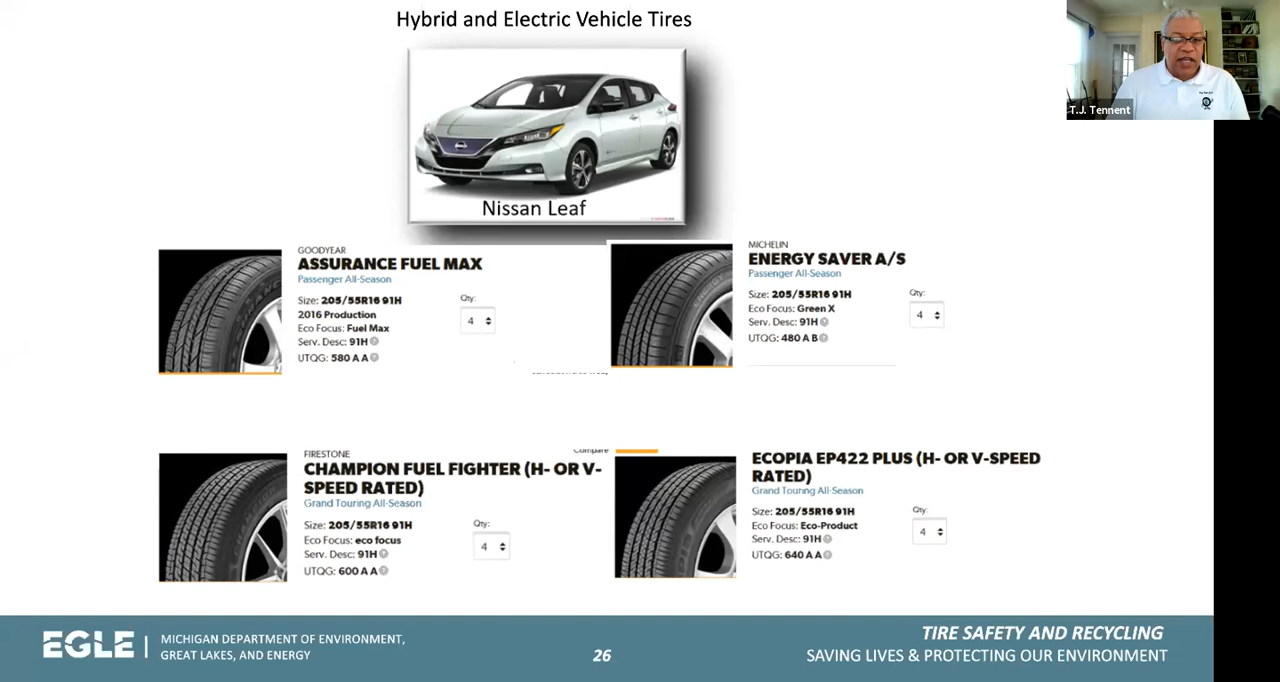 Hybrid and Electric Vehicle Tires
T.J. Tennent
Nissan Leaf
GOODYEAR
ASSURANCE FUEL MAX
Passenger All-Season
Size: 205/55R16 91H
2016 Production
Eco Focus: Fuel Max
Serv. Desc: 91H
UTQG: 580 A A
Qty:
4
MICHELIN
ENERGY SAVER A/S
Passenger All-Season
Size: 205/55R16 91H
Eco Focus: Green X
Serv. Desc: 91H
UTQG: 480 A B
Qty:
4
FIRESTONE
CHAMPION FUEL FIGHTER (H- OR V-
SPEED RATED)
Grand Touring All-Season
Size: 205/55R16 91H
Eco Focus: eco focus
Serv. Desc: 91H
UTQG: 600 A A
Qty:
4
Compare
ECOPIA EP422 PLUS (H- OR V-SPEED
RATED)
Grand Touring All-Season
Size: 205/55R16 91H
Eco Focus: Eco-Product
Serv. Desc: 91H
UTQG: 640 A A
Qty:
4
EGLE
MICHIGAN DEPARTMENT OF ENVIRONMENT,
GREAT LAKES, AND ENERGY
26
TIRE SAFETY AND RECYCLING
SAVING LIVES & PROTECTING OUR ENVIRONMENT